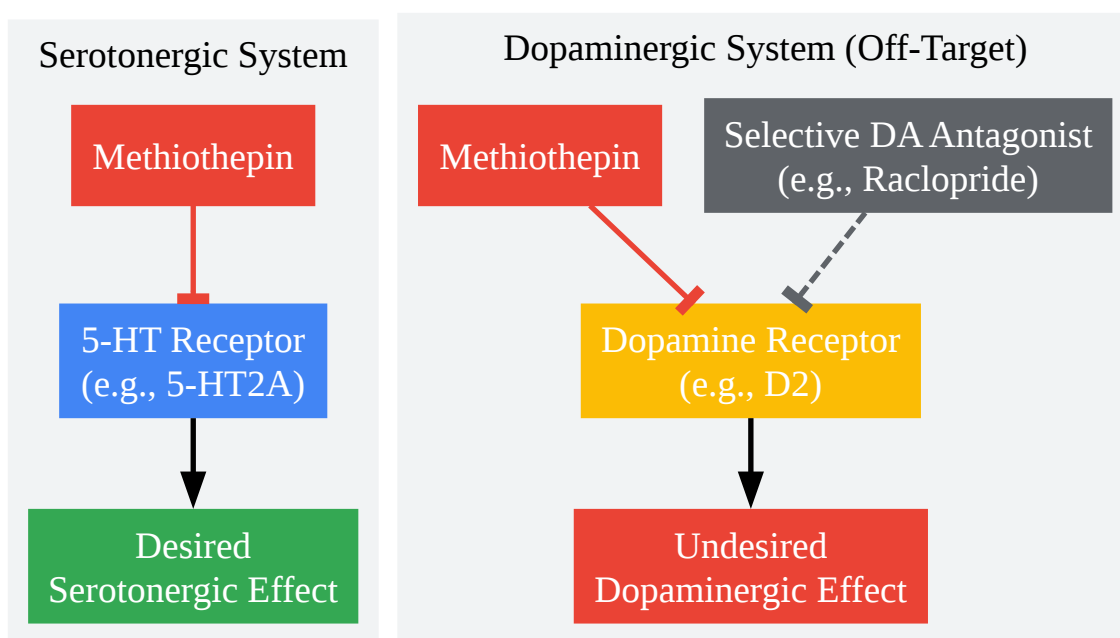 Serotonergic System
Methiothepin
5-HT Receptor
(e.g., 5-HT2A)
Desired
Serotonergic Effect
Dopaminergic System (Off-Target)
Methiothepin
Selective DA Antagonist
(e.g., Raclopride)
Dopamine Receptor
(e.g., D2)
Undesired
Dopaminergic Effect